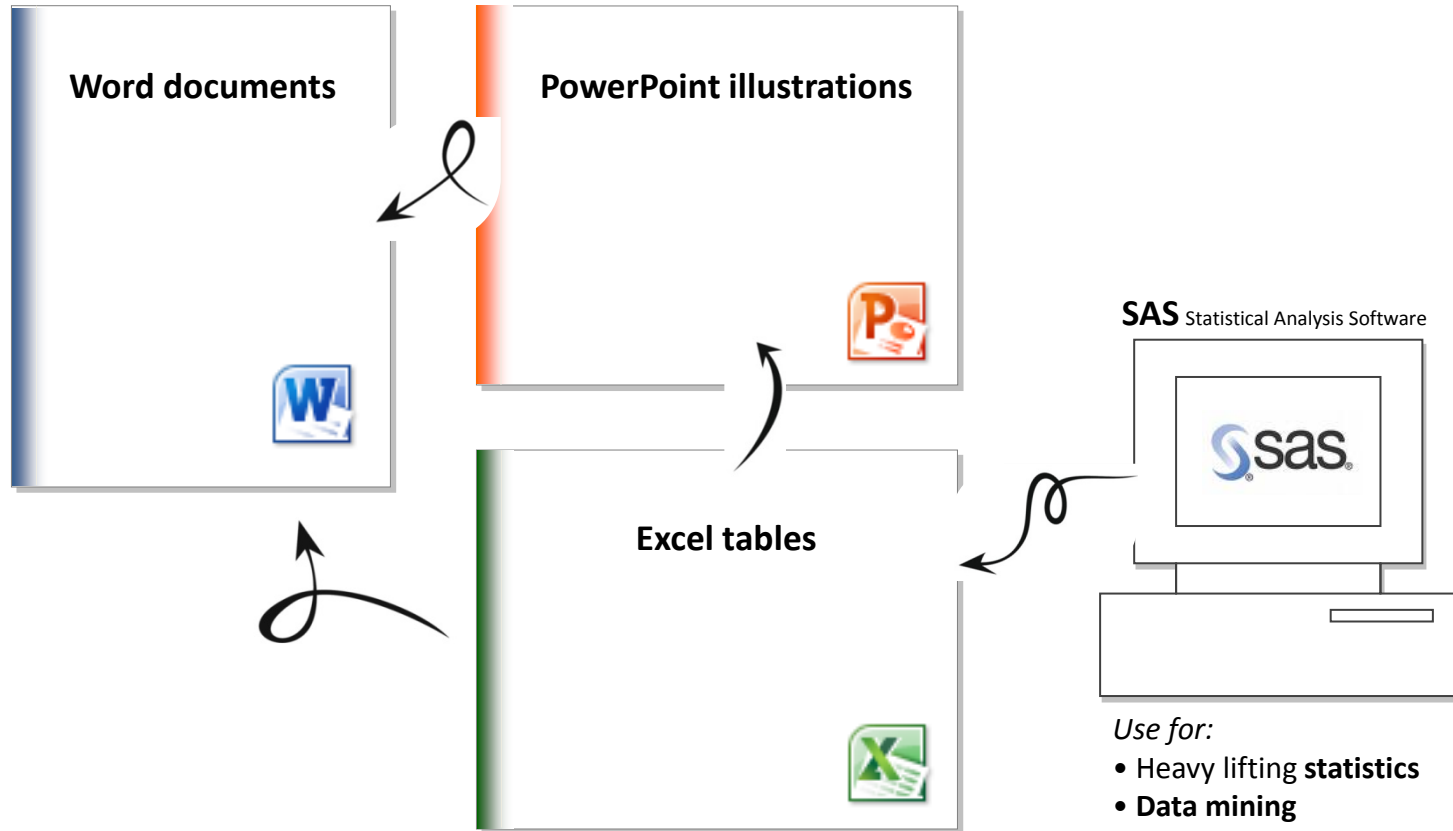 Word documents
PowerPoint illustrations
W
P
SAS Statistical Analysis Software
sas
Excel tables
X
Use for:
• Heavy lifting statistics
• Data mining